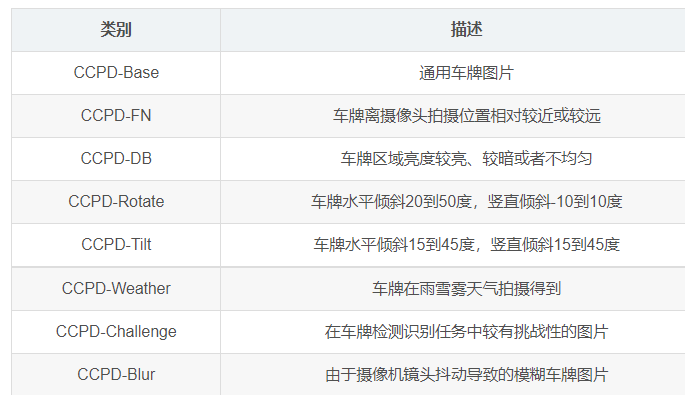 类别 描述
CCPD-Base 通用车牌图片
CCPD-FN 车牌离摄像头拍摄位置相对较近或较远
CCPD-DB 车牌区域亮度较亮、较暗或者不均匀
CCPD-Rotate 车牌水平倾斜20到50度，竖直倾斜-10到10度
CCPD-Tilt 车牌水平倾斜15到45度，竖直倾斜15到45度
CCPD-Weather 车牌在雨雪雾天气拍摄得到
CCPD-Challenge 在车牌检测识别任务中较有挑战性的图片
CCPD-Blur 由于摄像机镜头抖动导致的模糊车牌图片